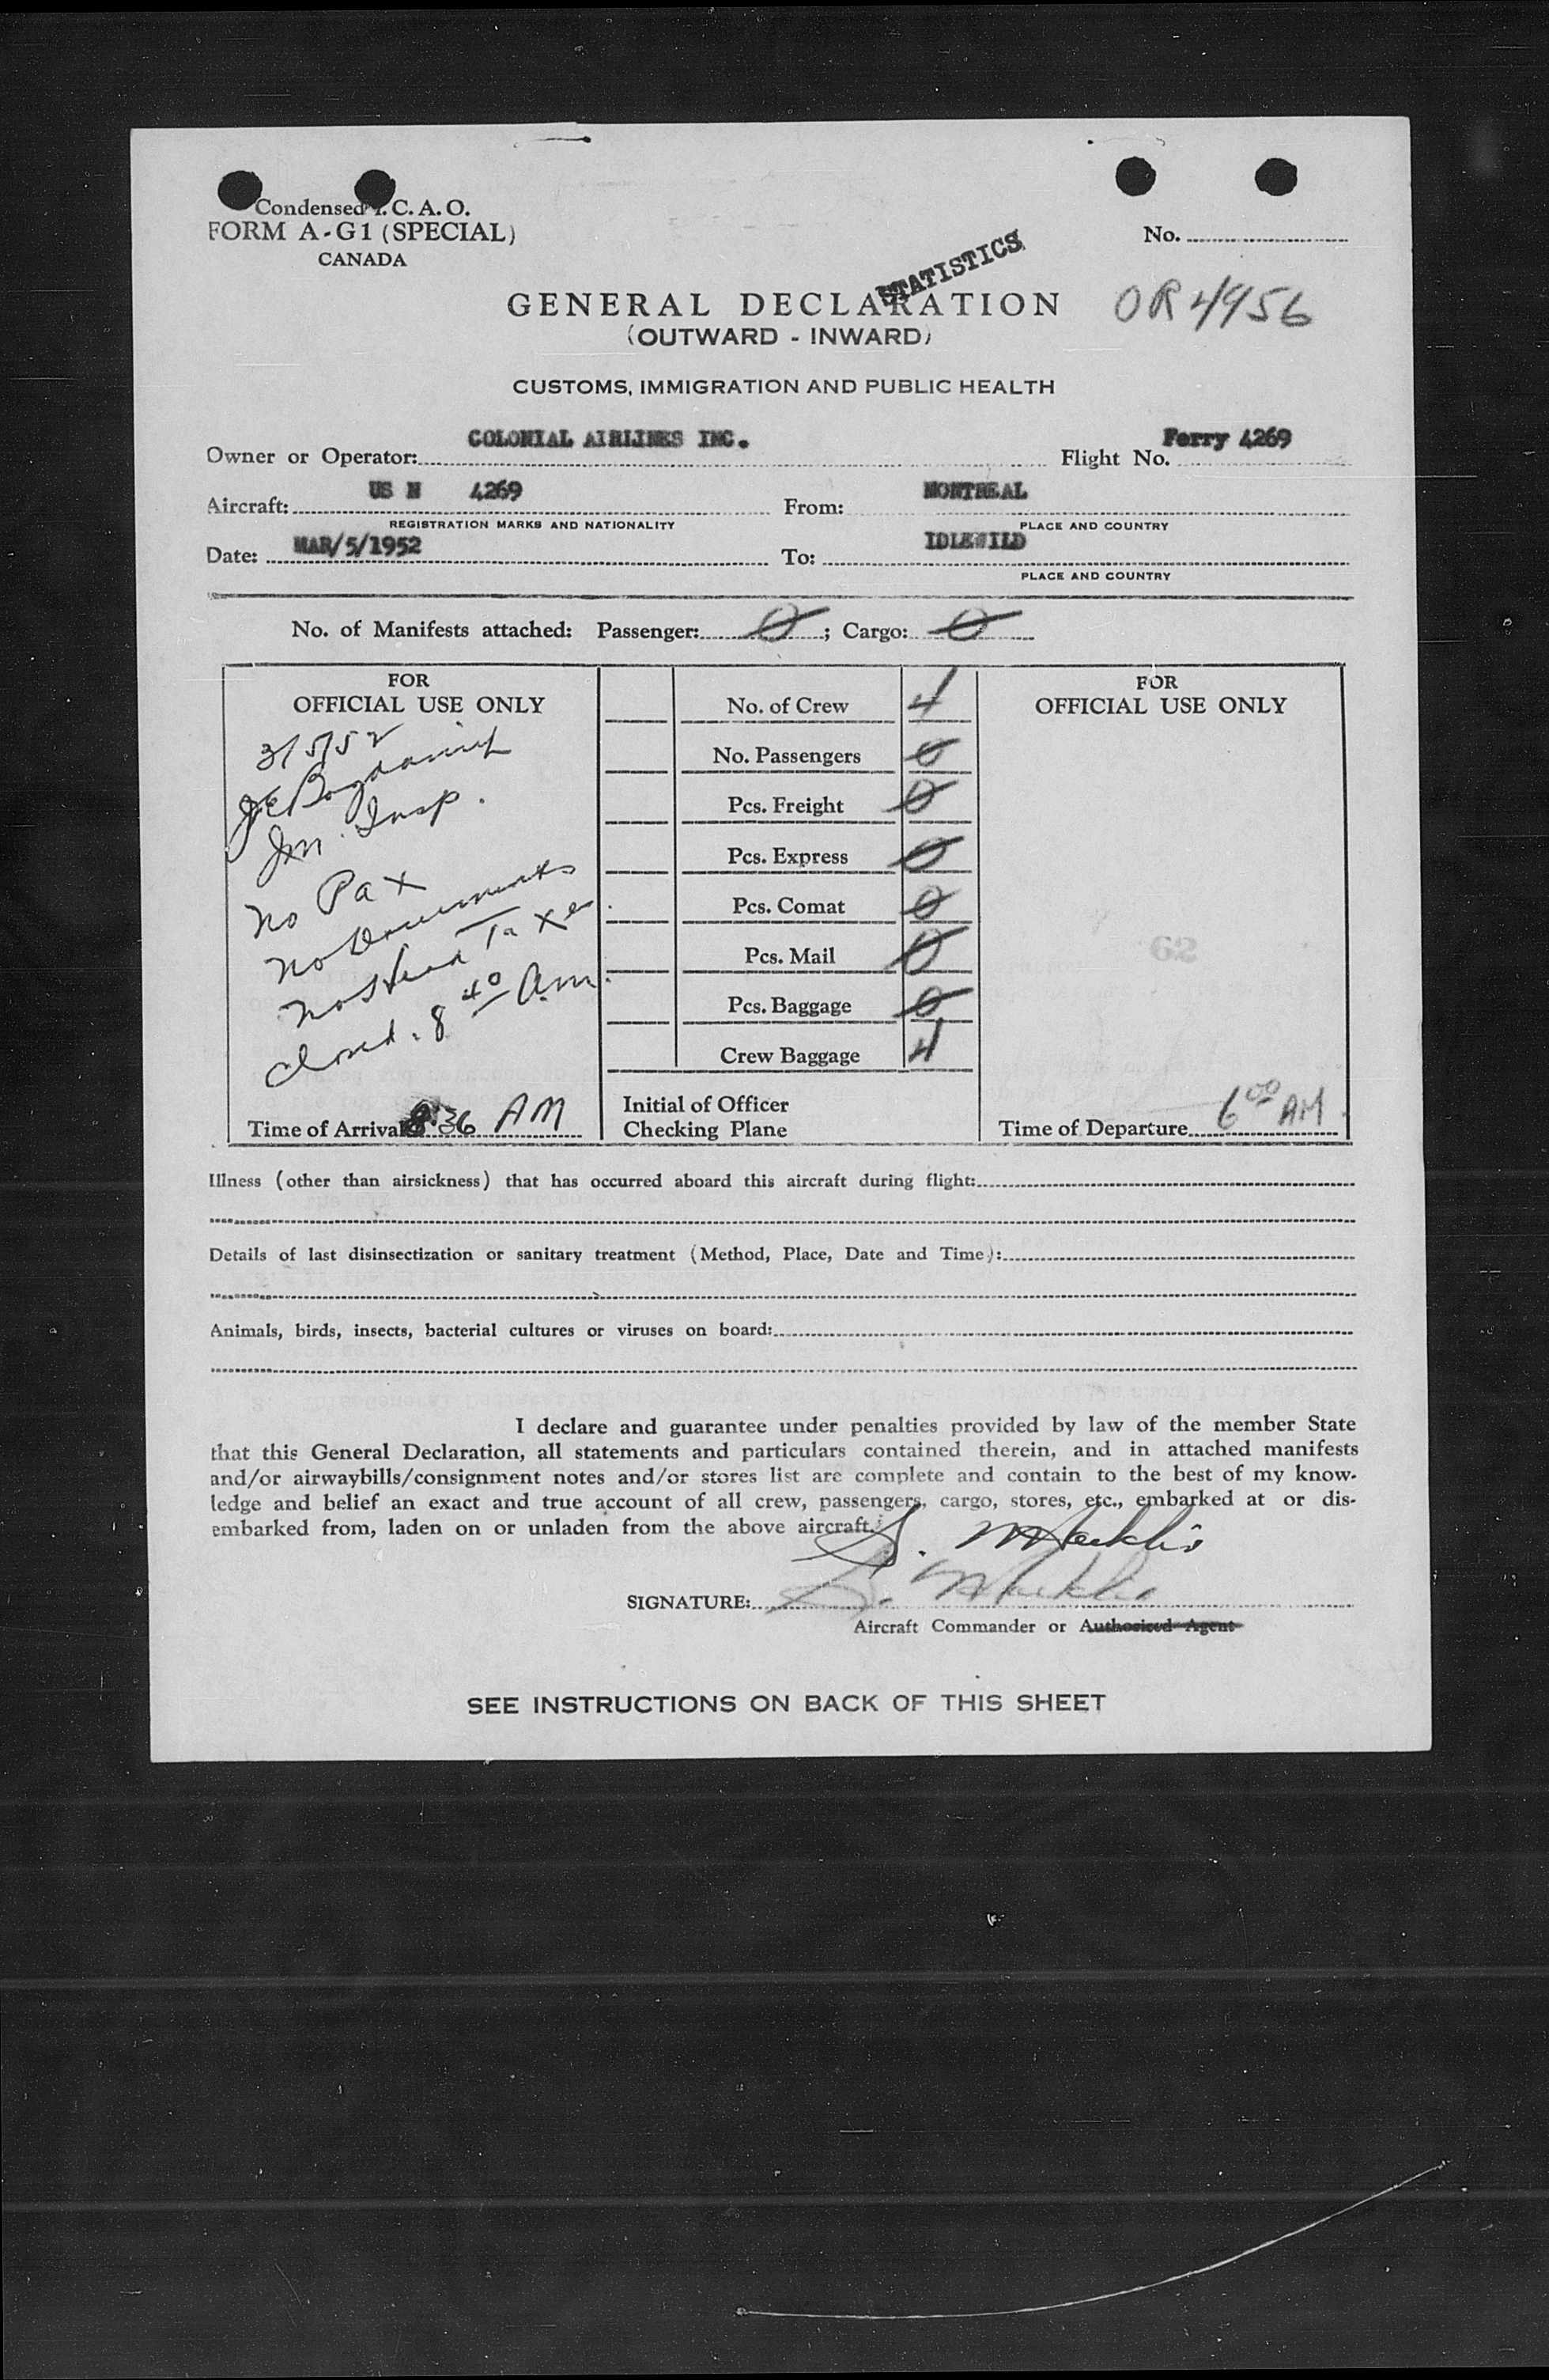 Condensed I. C. A. O.
FORM A-G1 (SPECIAL)
CANADA
No.
STATISTICS
GENERAL DECLARATION
(OUTWARD - INWARD)
OR 4956
CUSTOMS, IMMIGRATION AND PUBLIC HEALTH
Owner or Operator: COLONIAL AIRLINES INC. Flight No. Ferry 4269
Aircraft: US N 4269 From: MONTREAL
REGISTRATION MARKS AND NATIONALITY PLACE AND COUNTRY
Date: MAR/5/1952 To: IDLEWILD
PLACE AND COUNTRY
No. of Manifests attached: Passenger: 0; Cargo: 0
FOR
OFFICIAL USE ONLY
3/5/52
Im. Insp.
No Pax
No Documents
No Head Taxes
Closed. 8 40 A.M.
Time of Arrival 8:36 AM
No. of Crew 4
No. Passengers 0
Pcs. Freight 0
Pcs. Express 0
Pcs. Comat 0
Pcs. Mail 0
Pcs. Baggage 0
Crew Baggage 4
Initial of Officer
Checking Plane
FOR
OFFICIAL USE ONLY
62
Time of Departure 6 00 AM
Illness (other than airsickness) that has occurred aboard this aircraft during flight:
Details of last disinsectization or sanitary treatment (Method, Place, Date and Time):
Animals, birds, insects, bacterial cultures or viruses on board:
I declare and guarantee under penalties provided by law of the member State
that this General Declaration, all statements and particulars contained therein, and in attached manifests
and/or airwaybills/consignment notes and/or stores list are complete and contain to the best of my know-
ledge and belief an exact and true account of all crew, passengers, cargo, stores, etc., embarked at or dis-
embarked from, laden on or unladen from the above aircraft.
S. Macklis
SIGNATURE: S. Macklis
Aircraft Commander or Authorized Agent
SEE INSTRUCTIONS ON BACK OF THIS SHEET